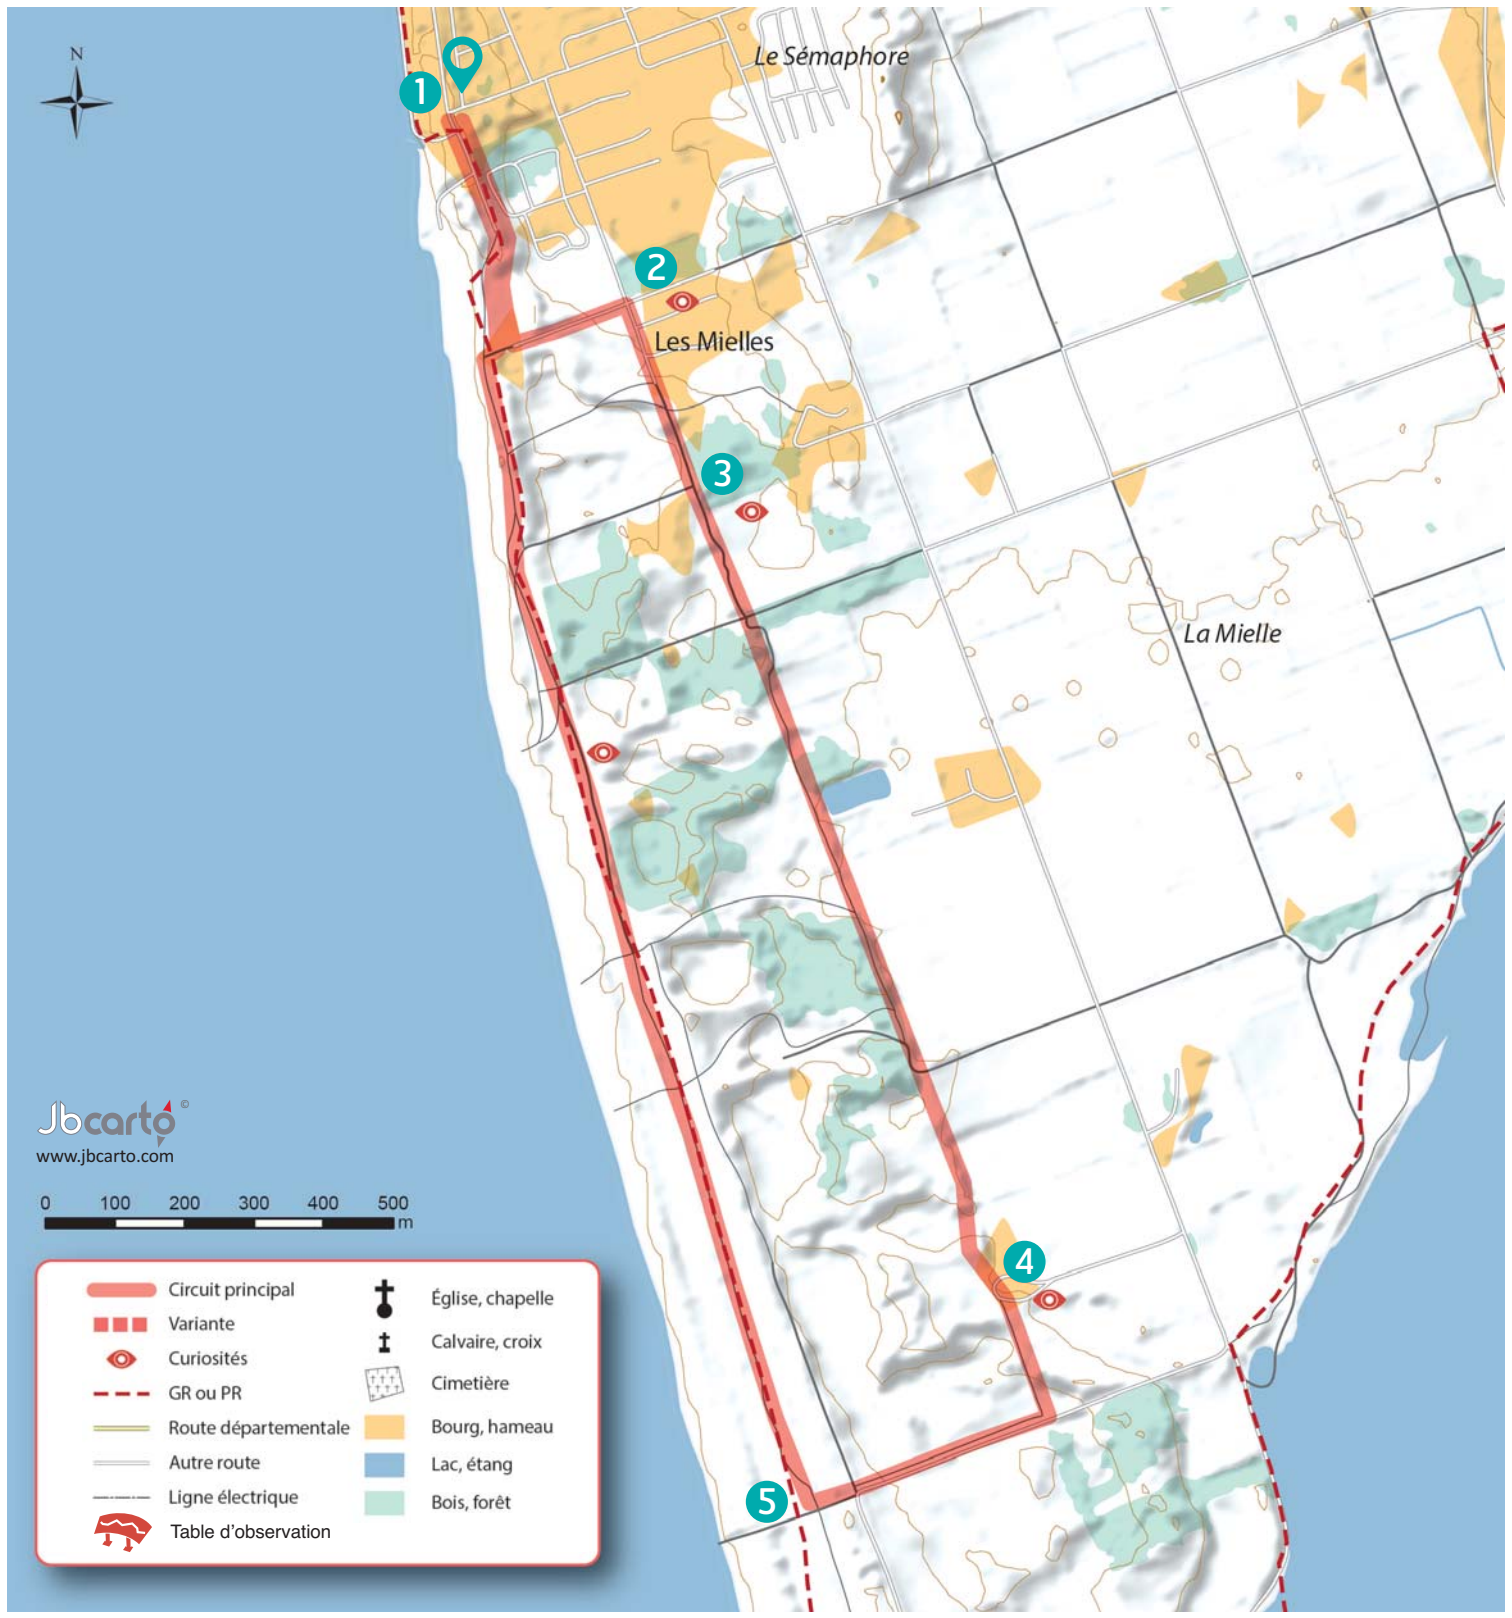 N
1
Le Sémaphore
2
Les Mielles
3
La Mielle
4
5
Jbcartó ©
www.jbcarto.com
0 100 200 300 400 500
m
Circuit principal
Variante
Curiosités
GR ou PR
Route départementale
Autre route
Ligne électrique
Table d'observation
Église, chapelle
Calvaire, croix
Cimetière
Bourg, hameau
Lac, étang
Bois, forêt